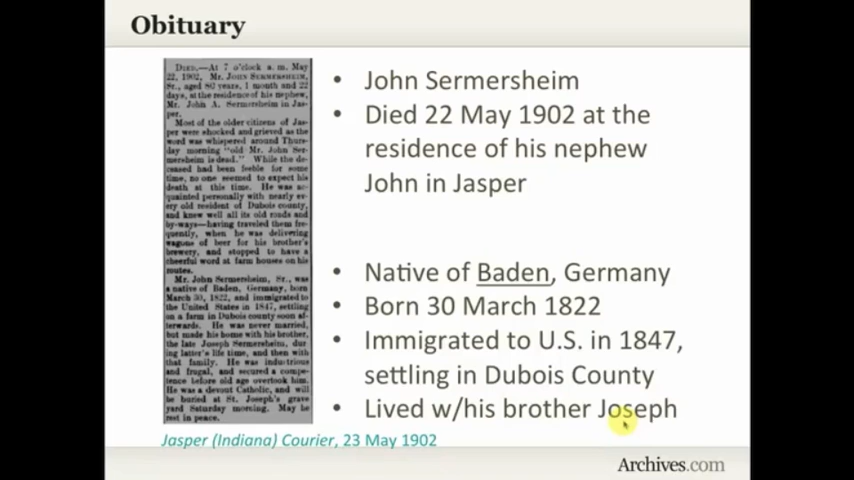 Obituary
DIED.—At 7 o'clock a. m. May
22, 1902, Mr. JOHN SERMERSHEIM,
Sr., aged 80 years, 1 month and 22
days, at the residence of his nephew,
Mr. John A. Sermersheim in Jas-
per.
Most of the older citizens of Jas-
per were shocked and grieved as the
word was whispered around Thurs-
day morning "old Mr. John Ser-
mersheim is dead." While the de-
ceased had been feeble for some
time, no one seemed to expect his
death at this time. He was ac-
quainted personally with nearly ev-
ery old resident of Dubois county,
and knew well all its old roads and
by-ways—having traveled them fre-
quently, when he was delivering
wagons of beer for his brother's
brewery, and stopped to have a
cheerful word at farm houses on his
routes.
Mr. John Sermersheim, Sr., was
a native of Baden, Germany, born
March 30, 1822, and immigrated to
the United States in 1847, settling
on a farm in Dubois county soon af-
terwards. He was never married,
but made his home with his brother,
the late Joseph Sermersheim, dur-
ing latter's life time, and then with
that family. He was industrious
and frugal, and secured a compe-
tence before old age overtook him.
He was a devout Catholic, and will
be buried at St. Joseph's grave
yard Saturday morning. May he
rest in peace.
• John Sermersheim
• Died 22 May 1902 at the
residence of his nephew
John in Jasper
• Native of Baden, Germany
• Born 30 March 1822
• Immigrated to U.S. in 1847,
settling in Dubois County
• Lived w/his brother Joseph
Jasper (Indiana) Courier, 23 May 1902
Archives.com